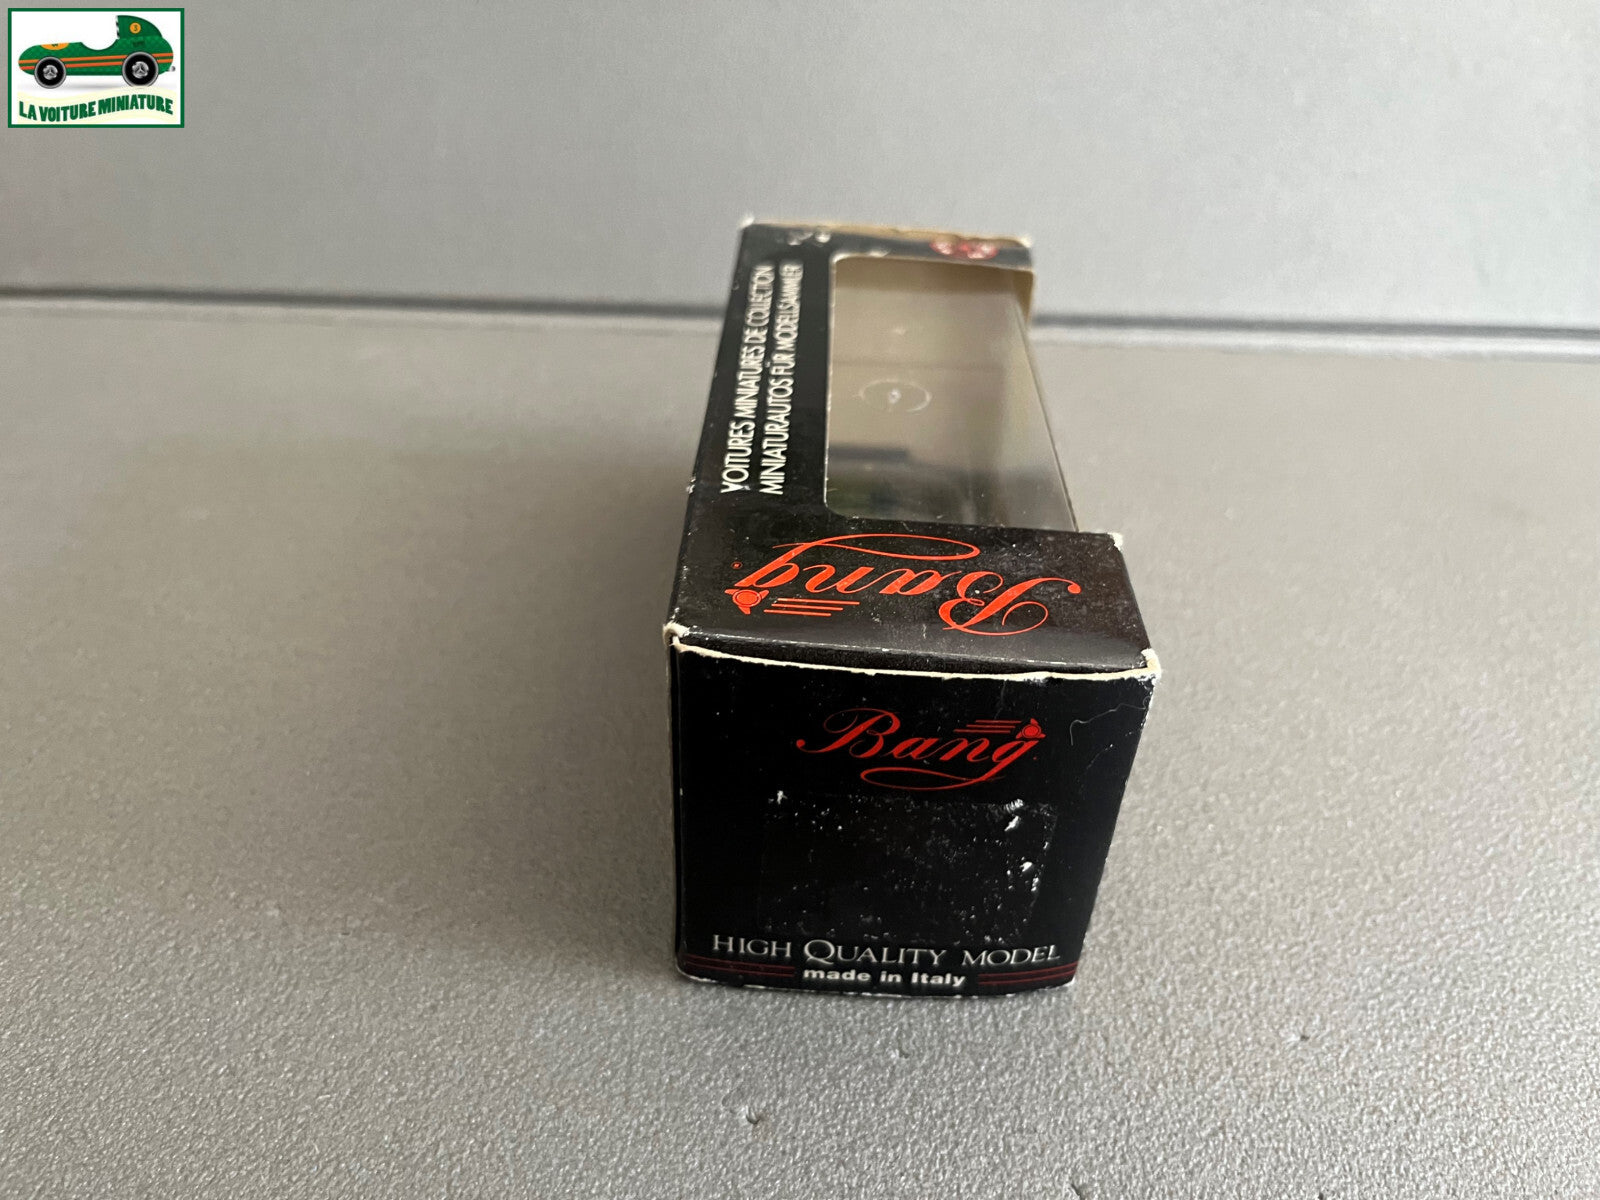 LA VOITURE MINIATURE
VOITURES MINIATURES DE COLLECTION
MINIATURAUTOS FÜR MODELLSAMMLER
Bang
Bang
HIGH QUALITY MODEL
made in Italy